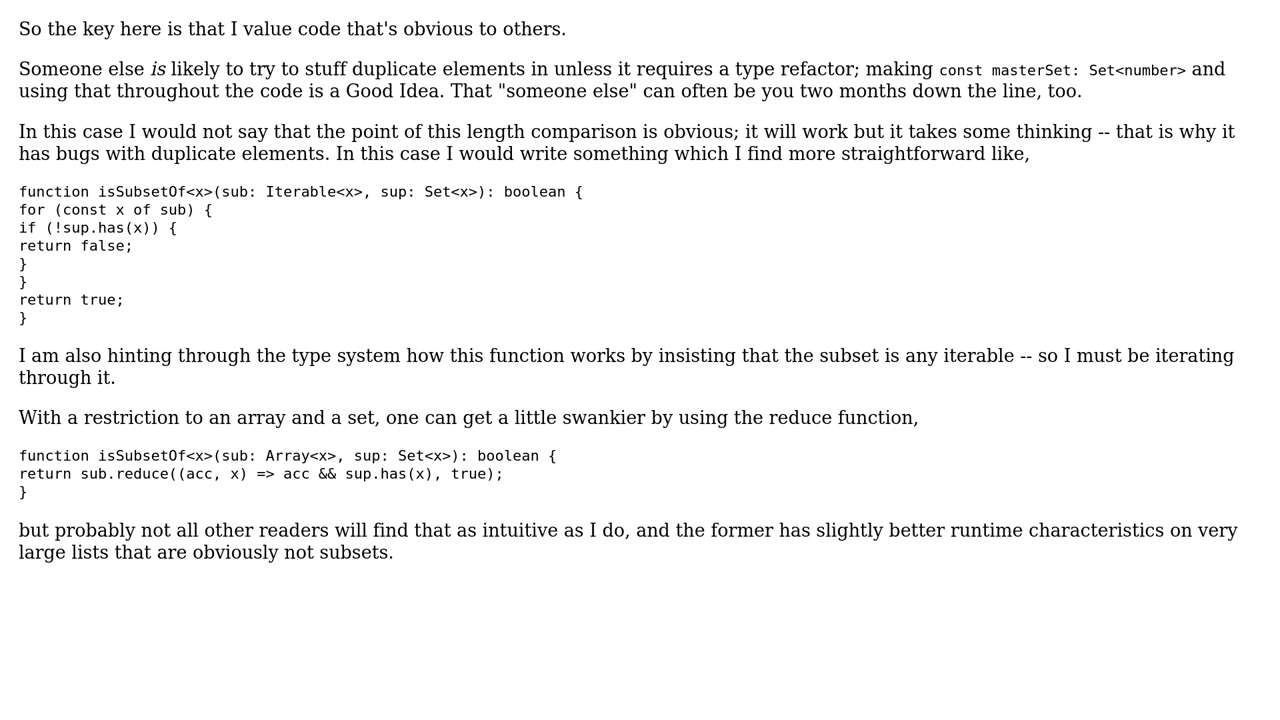 So the key here is that I value code that's obvious to others.
Someone else is likely to try to stuff duplicate elements in unless it requires a type refactor; making const masterSet: Set<number> and
using that throughout the code is a Good Idea. That "someone else" can often be you two months down the line, too.
In this case I would not say that the point of this length comparison is obvious; it will work but it takes some thinking -- that is why it
has bugs with duplicate elements. In this case I would write something which I find more straightforward like,
function isSubsetOf<x>(sub: Iterable<x>, sup: Set<x>): boolean {
for (const x of sub) {
if (!sup.has(x)) {
return false;
}
}
return true;
}
I am also hinting through the type system how this function works by insisting that the subset is any iterable -- so I must be iterating
through it.
With a restriction to an array and a set, one can get a little swankier by using the reduce function,
function isSubsetOf<x>(sub: Array<x>, sup: Set<x>): boolean {
return sub.reduce((acc, x) => acc && sup.has(x), true);
}
but probably not all other readers will find that as intuitive as I do, and the former has slightly better runtime characteristics on very
large lists that are obviously not subsets.